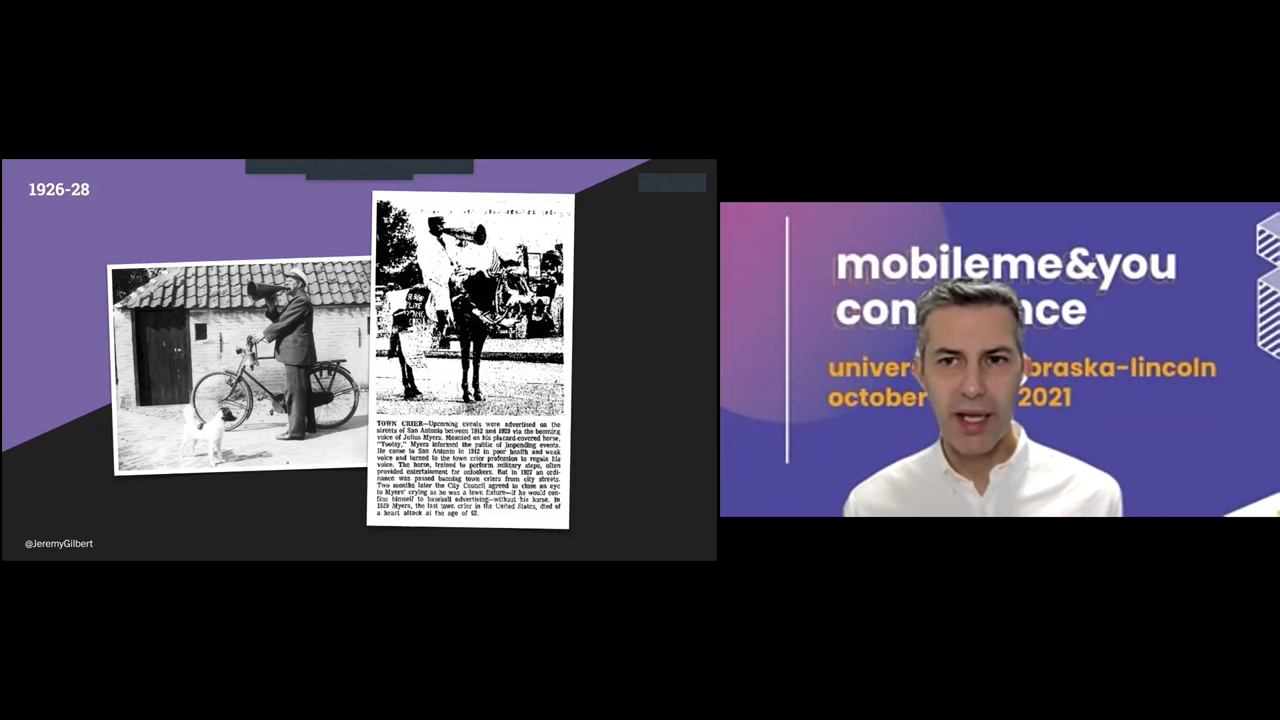 1926-28
TOWN CRIER—Upcoming events were advertised on the
streets of San Antonio between 1912 and 1929 via the booming
voice of Julius Myers. Mounted on his placard-covered horse,
"Tootsy," Myers informed the public of impending events.
He came to San Antonio in 1912 in poor health and weak
voice and turned to the town crier profession to regain his
voice. The horse, trained to perform military steps, often
provided entertainment for onlookers. But in 1927 an ordi-
nance was passed banning town criers from city streets.
Two months later the City Council agreed to close an eye
to Myers' crying as he was a town fixture—if he would con-
fine himself to baseball advertising—without his horse. In
1929 Myers, the last town crier in the United States, died of
a heart attack at the age of 62.
@JeremyGilbert
mobileme&you
con nce
univer braska-lincoln
october 2021